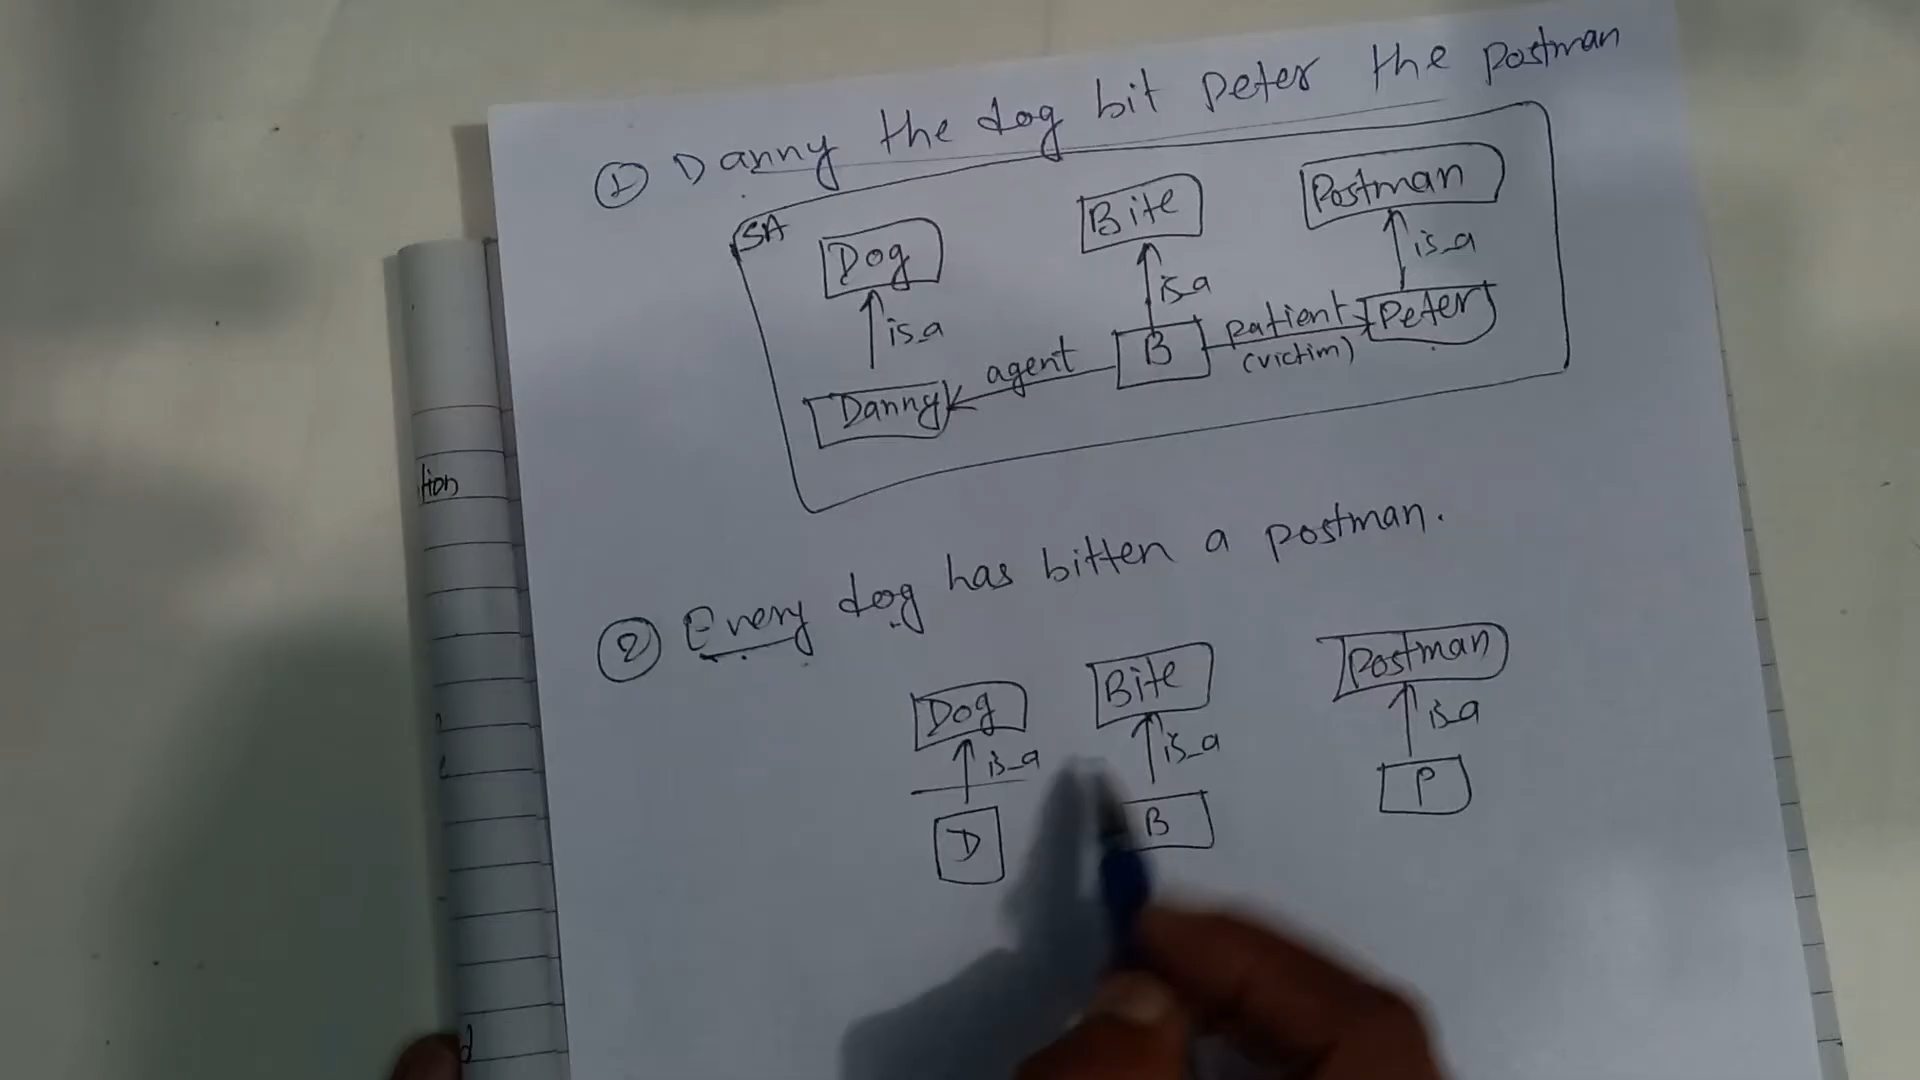 ① Danny the dog bit Peter the Postman
SA
Dog Bite Postman
is_a is_a is_a
Danny agent B patient (victim) Peter
② Every dog has bitten a postman.
Dog Bite Postman
is_a is_a is_a
D B P
tion
d